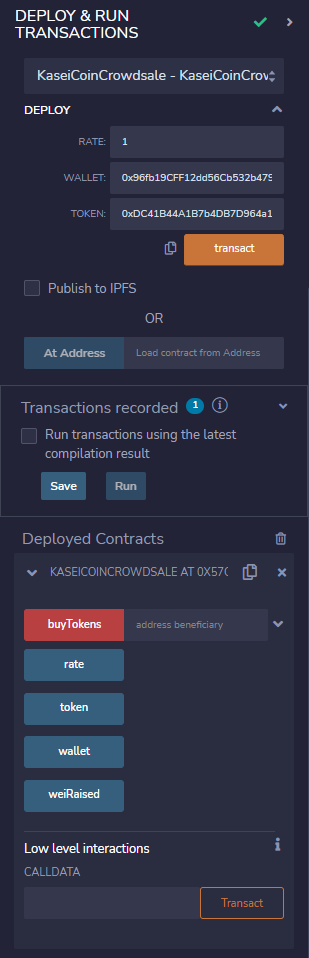 DEPLOY & RUN
TRANSACTIONS
KaseiCoinCrowdsale - KaseiCoinCrow
DEPLOY
RATE: 1
WALLET: 0x96fb19CFF12dd56Cb532b479
TOKEN: 0xDC41B44A1B7b4DB7D964a1
transact
Publish to IPFS
OR
At Address Load contract from Address
Transactions recorded 1 i
Run transactions using the latest
compilation result
Save Run
Deployed Contracts
KASEICOINCROWDSALE AT 0X57C
buyTokens address beneficiary
rate
token
wallet
weiRaised
Low level interactions i
CALLDATA
Transact